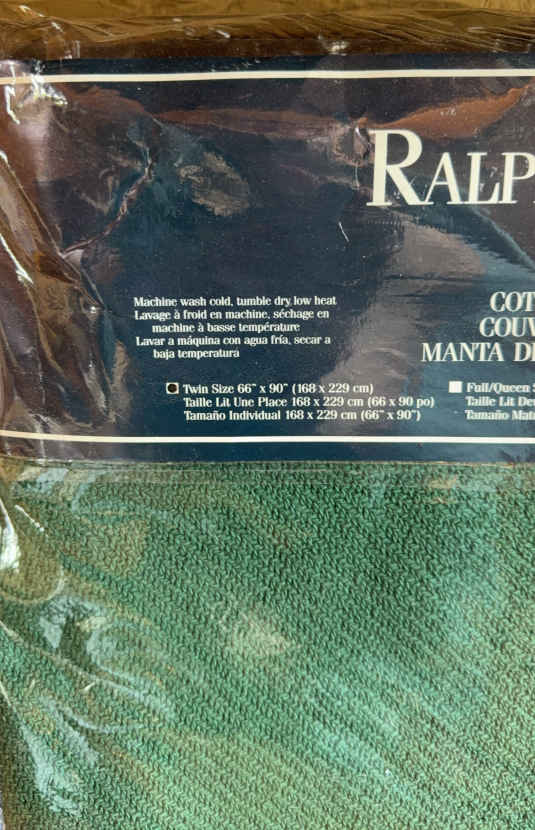 RALP
Machine wash cold, tumble dry, low heat
Lavage à froid en machine, séchage en
machine à basse température
Lavar a máquina con agua fría, secar a
baja temperatura
COT
COUV
MANTA D
Twin Size 66" x 90" (168 x 229 cm)
Taille Lit Une Place 168 x 229 cm (66 x 90 po)
Tamaño Individual 168 x 229 cm (66" x 90")
Full/Queen
Taille Lit De
Tamaño Mat